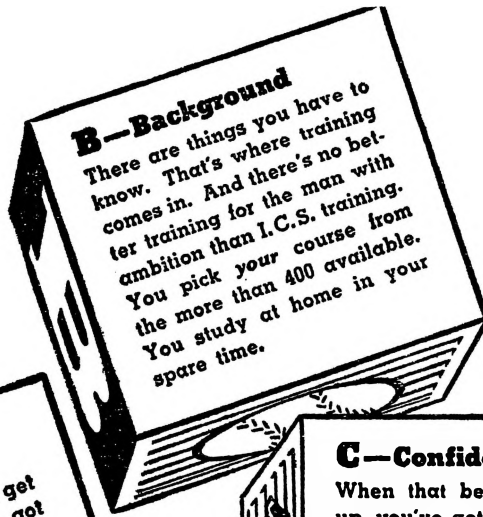 B—Background
There are things you have to
know. That's where training
comes in. And there's no bet-
ter training for the man with
ambition than I.C.S. training.
You pick your course from
the more than 400 available.
You study at home in your
spare time.
get
got
C—Confid
When that be
up, you've got